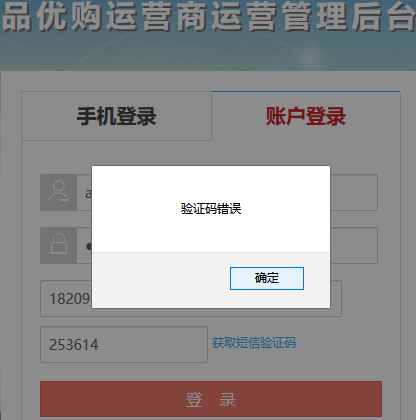 品优购运营商运营管理后台
手机登录 账户登录
a
验证码错误
确定
18209
253614 获取短信验证码
登 录